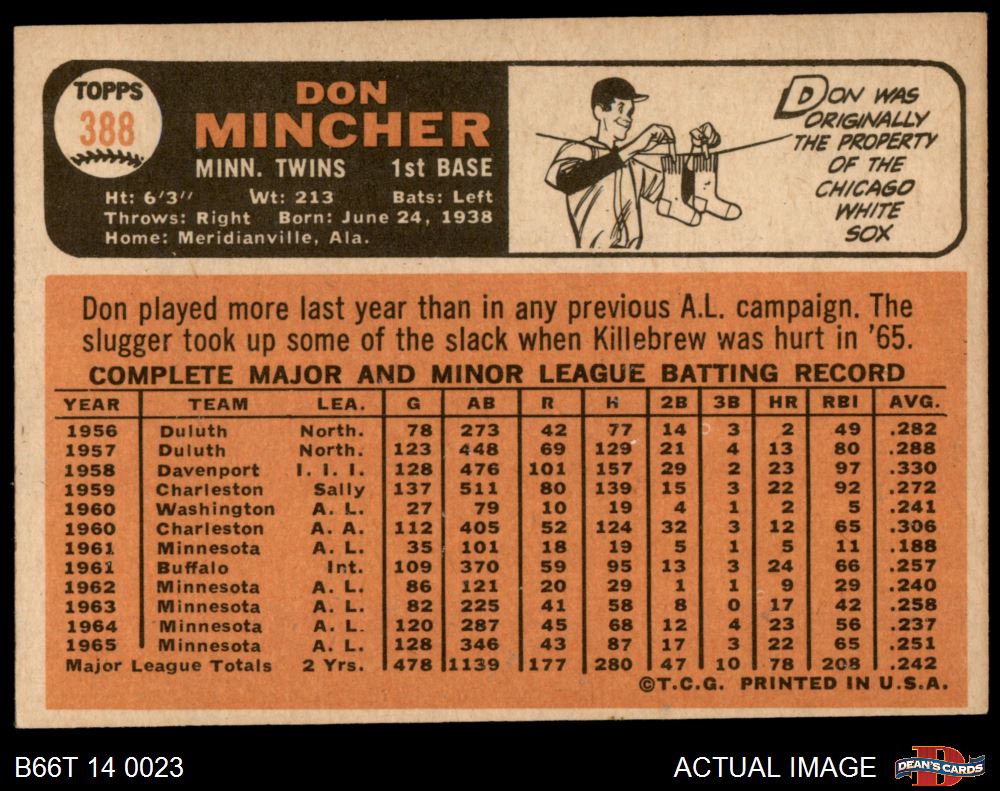 TOPPS
388
DON
MINCHER
MINN. TWINS 1st BASE
Ht: 6'3" Wt: 213 Bats: Left
Throws: Right Born: June 24, 1938
Home: Meridianville, Ala.
DON WAS
ORIGINALLY
THE PROPERTY
OF THE
CHICAGO
WHITE
SOX
Don played more last year than in any previous A.L. campaign. The
slugger took up some of the slack when Killebrew was hurt in '65.
COMPLETE MAJOR AND MINOR LEAGUE BATTING RECORD
YEAR TEAM LEA. G AB R H 2B 3B HR RBI AVG.
1956 Duluth North. 78 273 42 77 14 3 2 49 .282
1957 Duluth North. 123 448 69 129 21 4 13 80 .288
1958 Davenport I. I. I. 128 476 101 157 29 2 23 97 .330
1959 Charleston Sally 137 511 80 139 15 3 22 92 .272
1960 Washington A. L. 27 79 10 19 4 1 2 5 .241
1960 Charleston A. A. 112 405 52 124 32 3 12 65 .306
1961 Minnesota A. L. 35 101 18 19 5 1 5 11 .188
1961 Buffalo Int. 109 370 59 95 13 3 24 66 .257
1962 Minnesota A. L. 86 121 20 29 1 1 9 29 .240
1963 Minnesota A. L. 82 225 41 58 8 0 17 42 .258
1964 Minnesota A. L. 120 287 45 68 12 4 23 56 .237
1965 Minnesota A. L. 128 346 43 87 17 3 22 65 .251
Major League Totals 2 Yrs. 478 1139 177 280 47 10 78 208 .242
©T.C.G. PRINTED IN U.S.A.
B66T 14 0023 ACTUAL IMAGE
DEAN'S CARDS